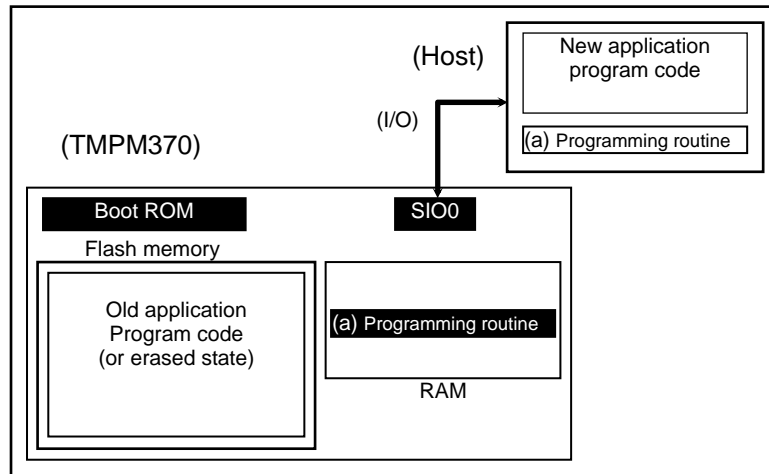 New application
program code
(Host)
(I/O)
(a) Programming routine
(TMPM370)
Boot ROM
SIO0
Flash memory
Old application
Program code
(or erased state)
(a) Programming routine
RAM